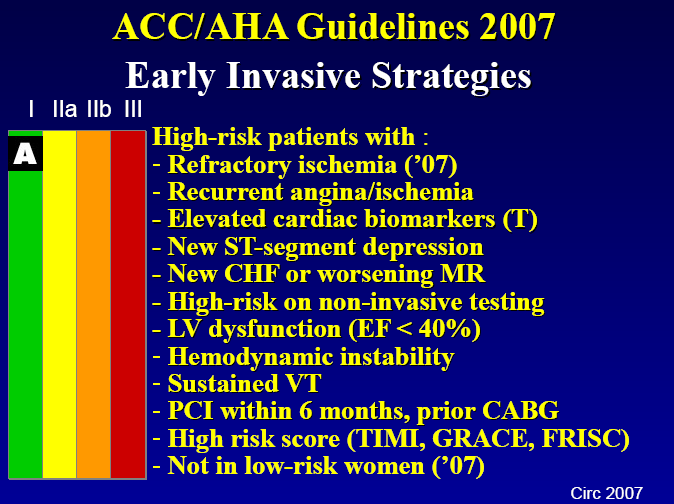 ACC/AHA Guidelines 2007
Early Invasive Strategies
I IIa IIb III
A
High-risk patients with :
- Refractory ischemia (’07)
- Recurrent angina/ischemia
- Elevated cardiac biomarkers (T)
- New ST-segment depression
- New CHF or worsening MR
- High-risk on non-invasive testing
- LV dysfunction (EF < 40%)
- Hemodynamic instability
- Sustained VT
- PCI within 6 months, prior CABG
- High risk score (TIMI, GRACE, FRISC)
- Not in low-risk women (’07)
Circ 2007